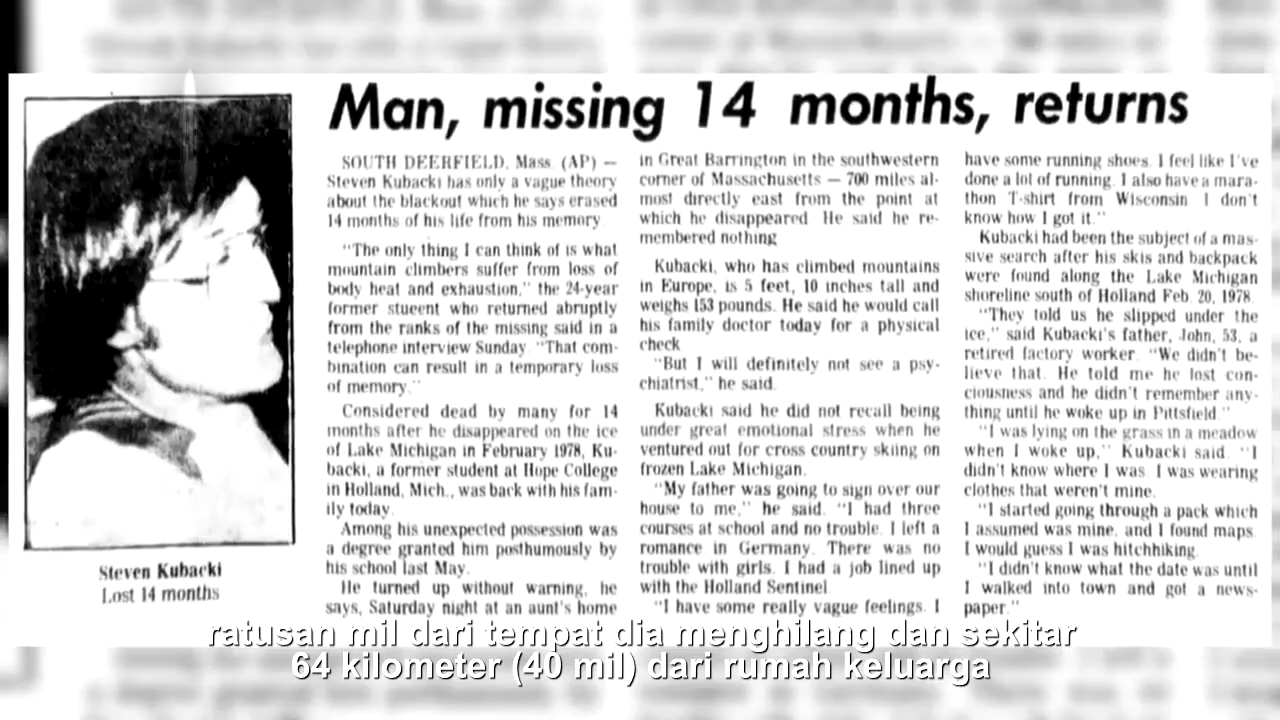 Man, missing 14 months, returns
SOUTH DEERFIELD, Mass. (AP) —
Steven Kubacki has only a vague theory
about the blackout which he says erased
14 months of his life from his memory.
"The only thing I can think of is what
mountain climbers suffer from loss of
body heat and exhaustion," the 24-year
former stueent who returned abruptly
from the ranks of the missing said in a
telephone interview Sunday. "That com-
bination can result in a temporary loss
of memory."
Considered dead by many for 14
months after he disappeared on the ice
of Lake Michigan in February 1978, Ku-
backi, a former student at Hope College
in Holland, Mich., was back with his fam-
ily today.
Among his unexpected possession was
a degree granted him posthumously by
his school last May.
He turned up without warning, he
says, Saturday night at an aunt's home
in Great Barrington in the southwestern
corner of Massachusetts — 700 miles al-
most directly east from the point at
which he disappeared. He said he re-
membered nothing.
Kubacki, who has climbed mountains
in Europe, is 5 feet, 10 inches tall and
weighs 153 pounds. He said he would call
his family doctor today for a physical
check.
"But I will definitely not see a psy-
chiatrist," he said.
Kubacki said he did not recall being
under great emotional stress when he
ventured out for cross country skiing on
frozen Lake Michigan.
"My father was going to sign over our
house to me," he said. "I had three
courses at school and no trouble. I left a
romance in Germany. There was no
trouble with girls. I had a job lined up
with the Holland Sentinel.
"I have some really vague feelings. I
have some running shoes. I feel like I've
done a lot of running. I also have a mara-
thon T-shirt from Wisconsin. I don't
know how I got it."
Kubacki had been the subject of a mas-
sive search after his skis and backpack
were found along the Lake Michigan
shoreline south of Holland Feb. 20, 1978.
"They told us he slipped under the
ice," said Kubacki's father, John, 53, a
retired factory worker. "We didn't be-
lieve that. He told me he lost con-
ciousness and he didn't remember any-
thing until he woke up in Pittsfield."
"I was lying on the grass in a meadow
when I woke up," Kubacki said. "I
didn't know where I was. I was wearing
clothes that weren't mine.
"I started going through a pack which
I assumed was mine, and I found maps.
I would guess I was hitchhiking.
"I didn't know what the date was until
I walked into town and got a news-
paper."
Steven Kubacki
Lost 14 months
ratusan mil dari tempat dia menghilang dan sekitar
64 kilometer (40 mil) dari rumah keluarga